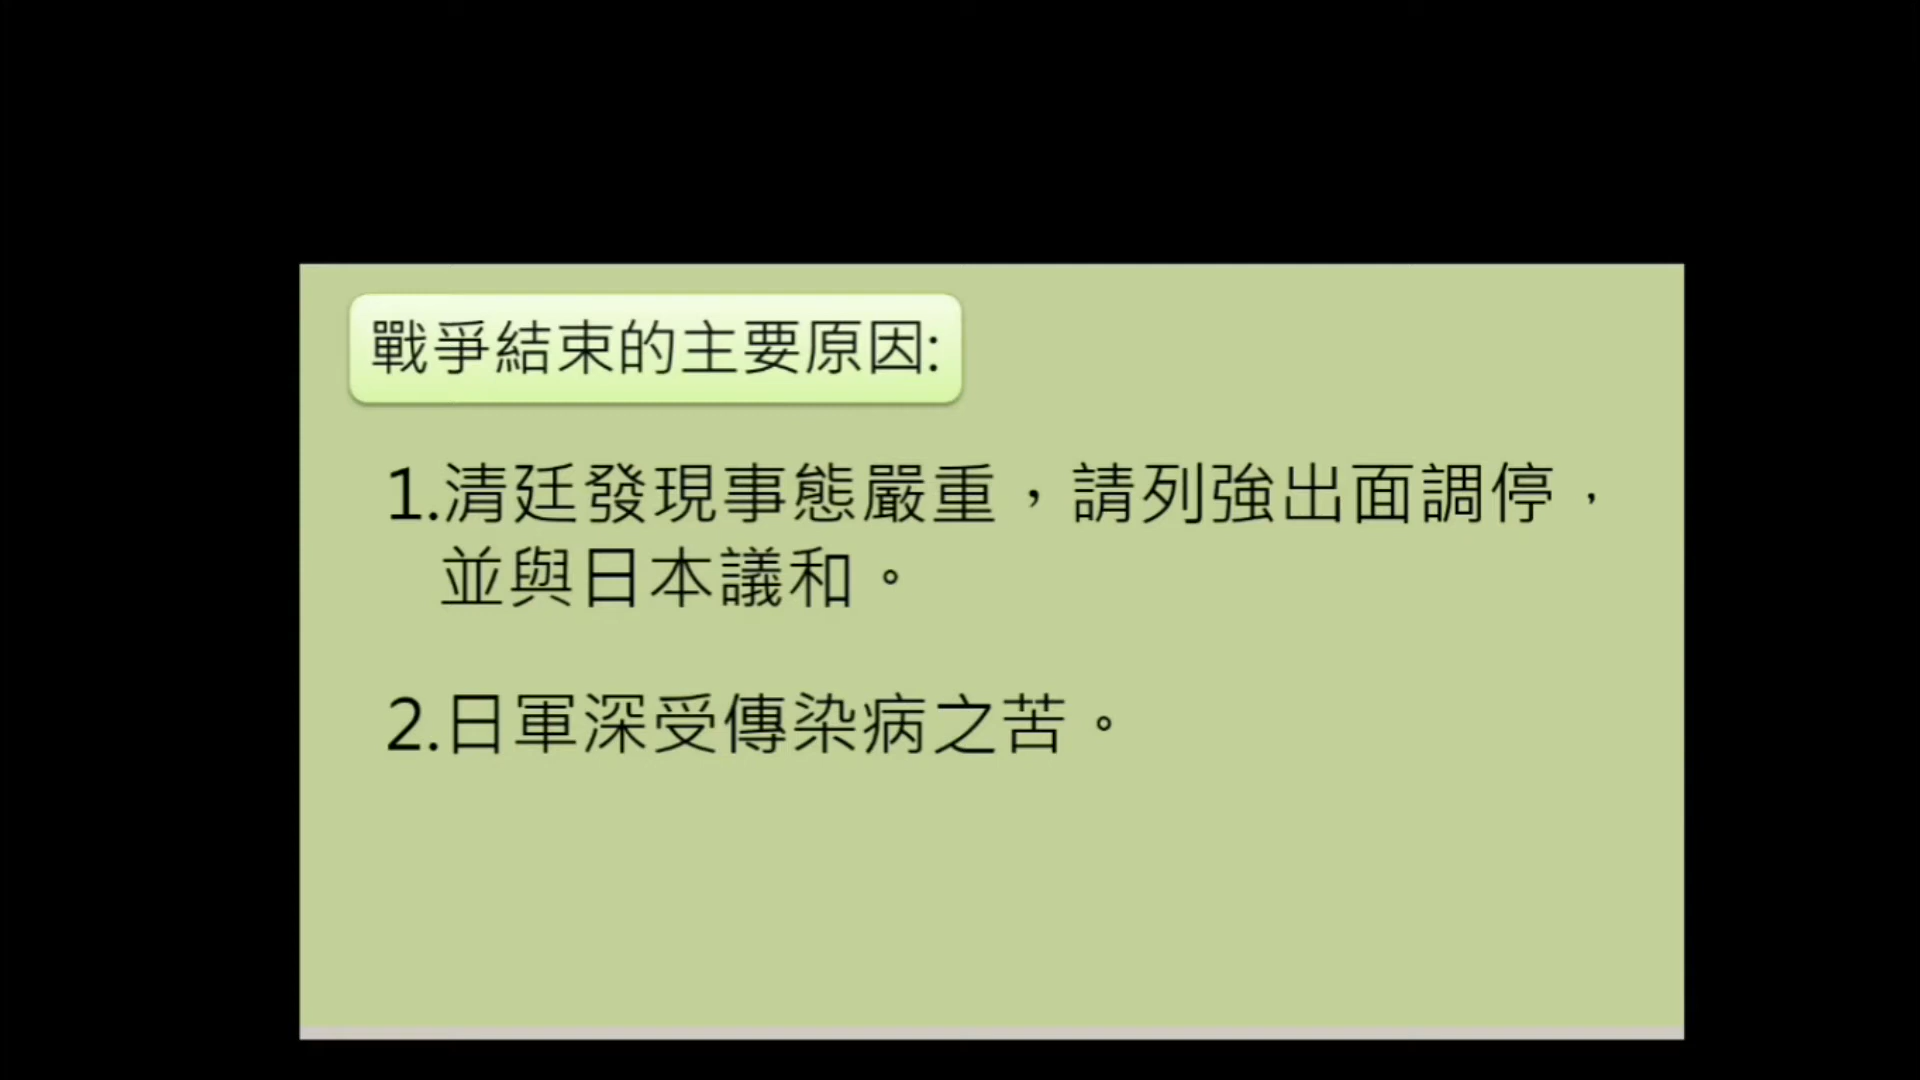 戰爭結束的主要原因:
1.清廷發現事態嚴重，請列強出面調停，
並與日本議和。
2.日軍深受傳染病之苦。